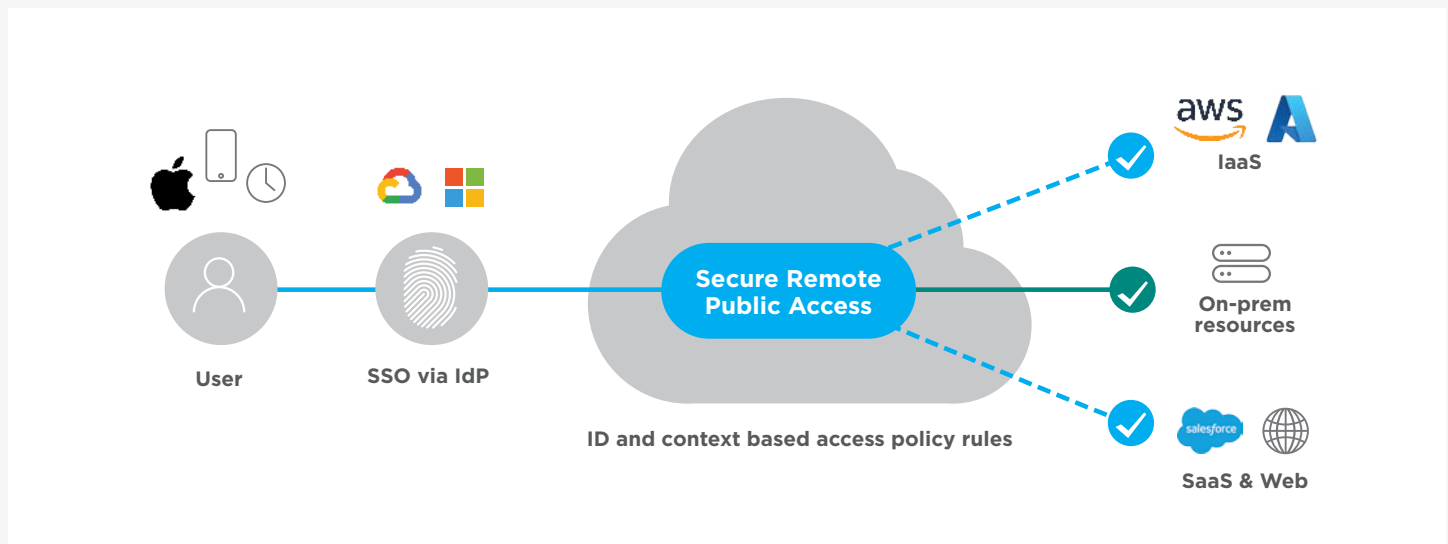 aws
IaaS
User
SSO via IdP
Secure Remote
Public Access
ID and context based access policy rules
On-prem
resources
salesforce
SaaS & Web